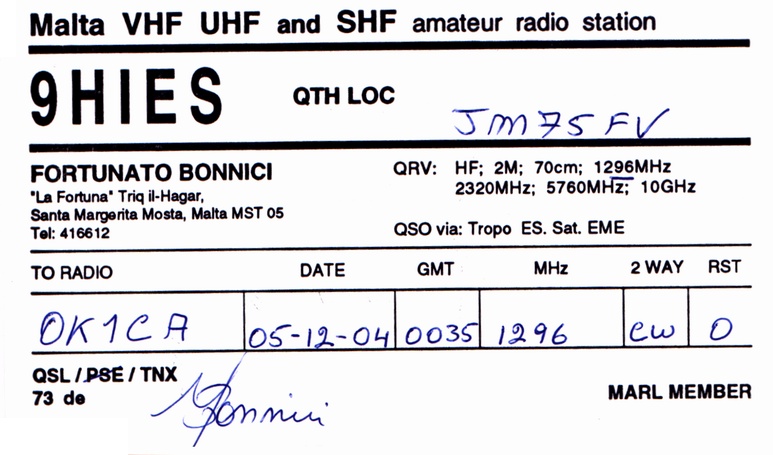 Malta VHF UHF and SHF amateur radio station
9HIES QTH LOC JM75FV
FORTUNATO BONNICI
"La Fortuna" Triq il-Hagar,
Santa Margerita Mosta, Malta MST 05
Tel: 416612
QRV: HF; 2M; 70cm; 1296MHz
2320MHz; 5760MHz; 10GHz
QSO via: Tropo ES. Sat. EME
TO RADIO DATE GMT MHz 2 WAY RST
OK1CA 05-12-04 0035 1296 CW O
QSL / PSE / TNX
73 de Bonnici
MARL MEMBER